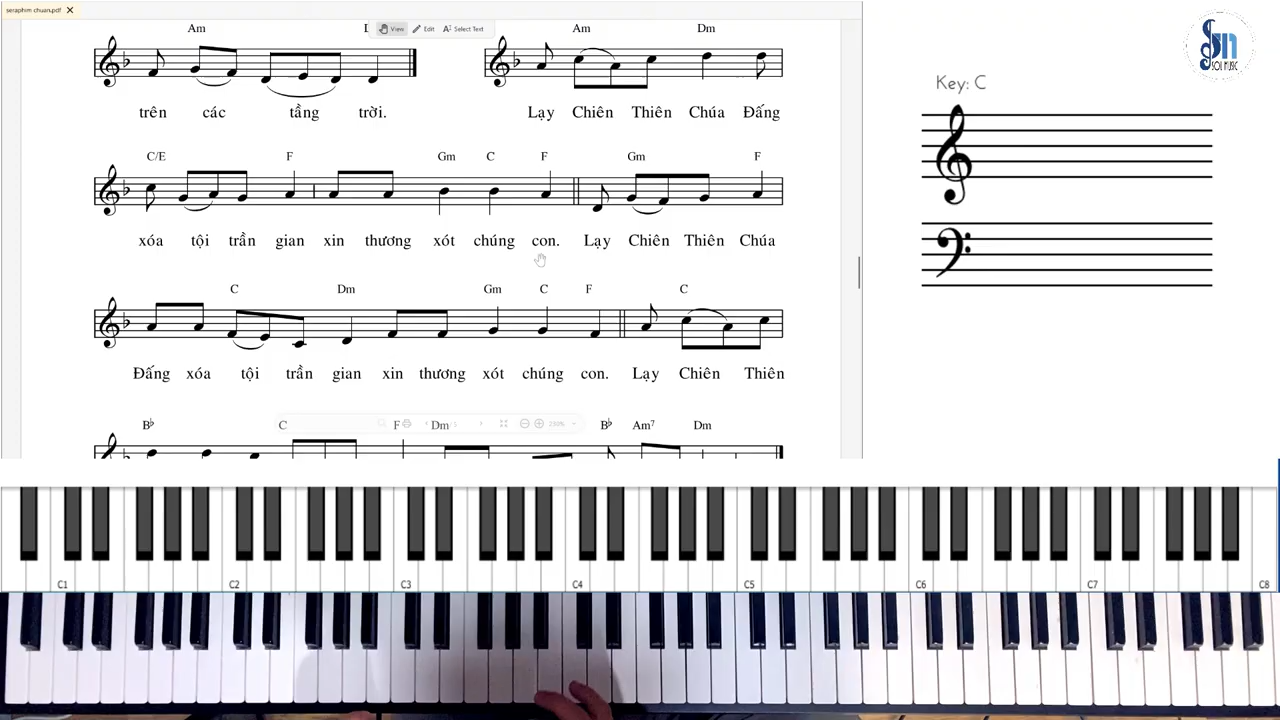 seraphim chuan.pdf
Am
View Edit Select Text
Am Dm
trên các tầng trời.
Lạy Chiên Thiên Chúa Đấng
C/E F Gm C F Gm F
xóa tội trần gian xin thương xót chúng con. Lạy Chiên Thiên Chúa
C Dm Gm C F C
Đấng xóa tội trần gian xin thương xót chúng con. Lạy Chiên Thiên
B♭ C F Dm B♭ Am7 Dm
Key: C
SOL MUSIC
C1 C2 C3 C4 C5 C6 C7 C8